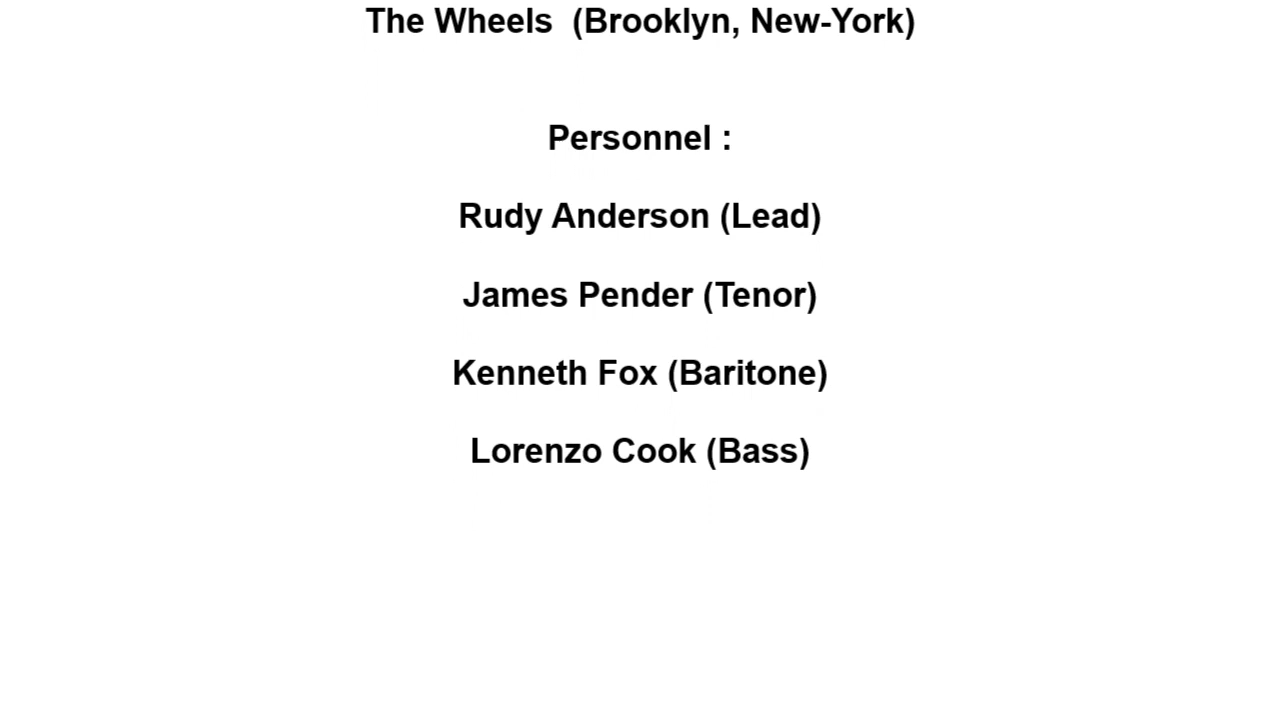 The Wheels  (Brooklyn, New-York)
Personnel :
Rudy Anderson (Lead)
James Pender (Tenor)
Kenneth Fox (Baritone)
Lorenzo Cook (Bass)